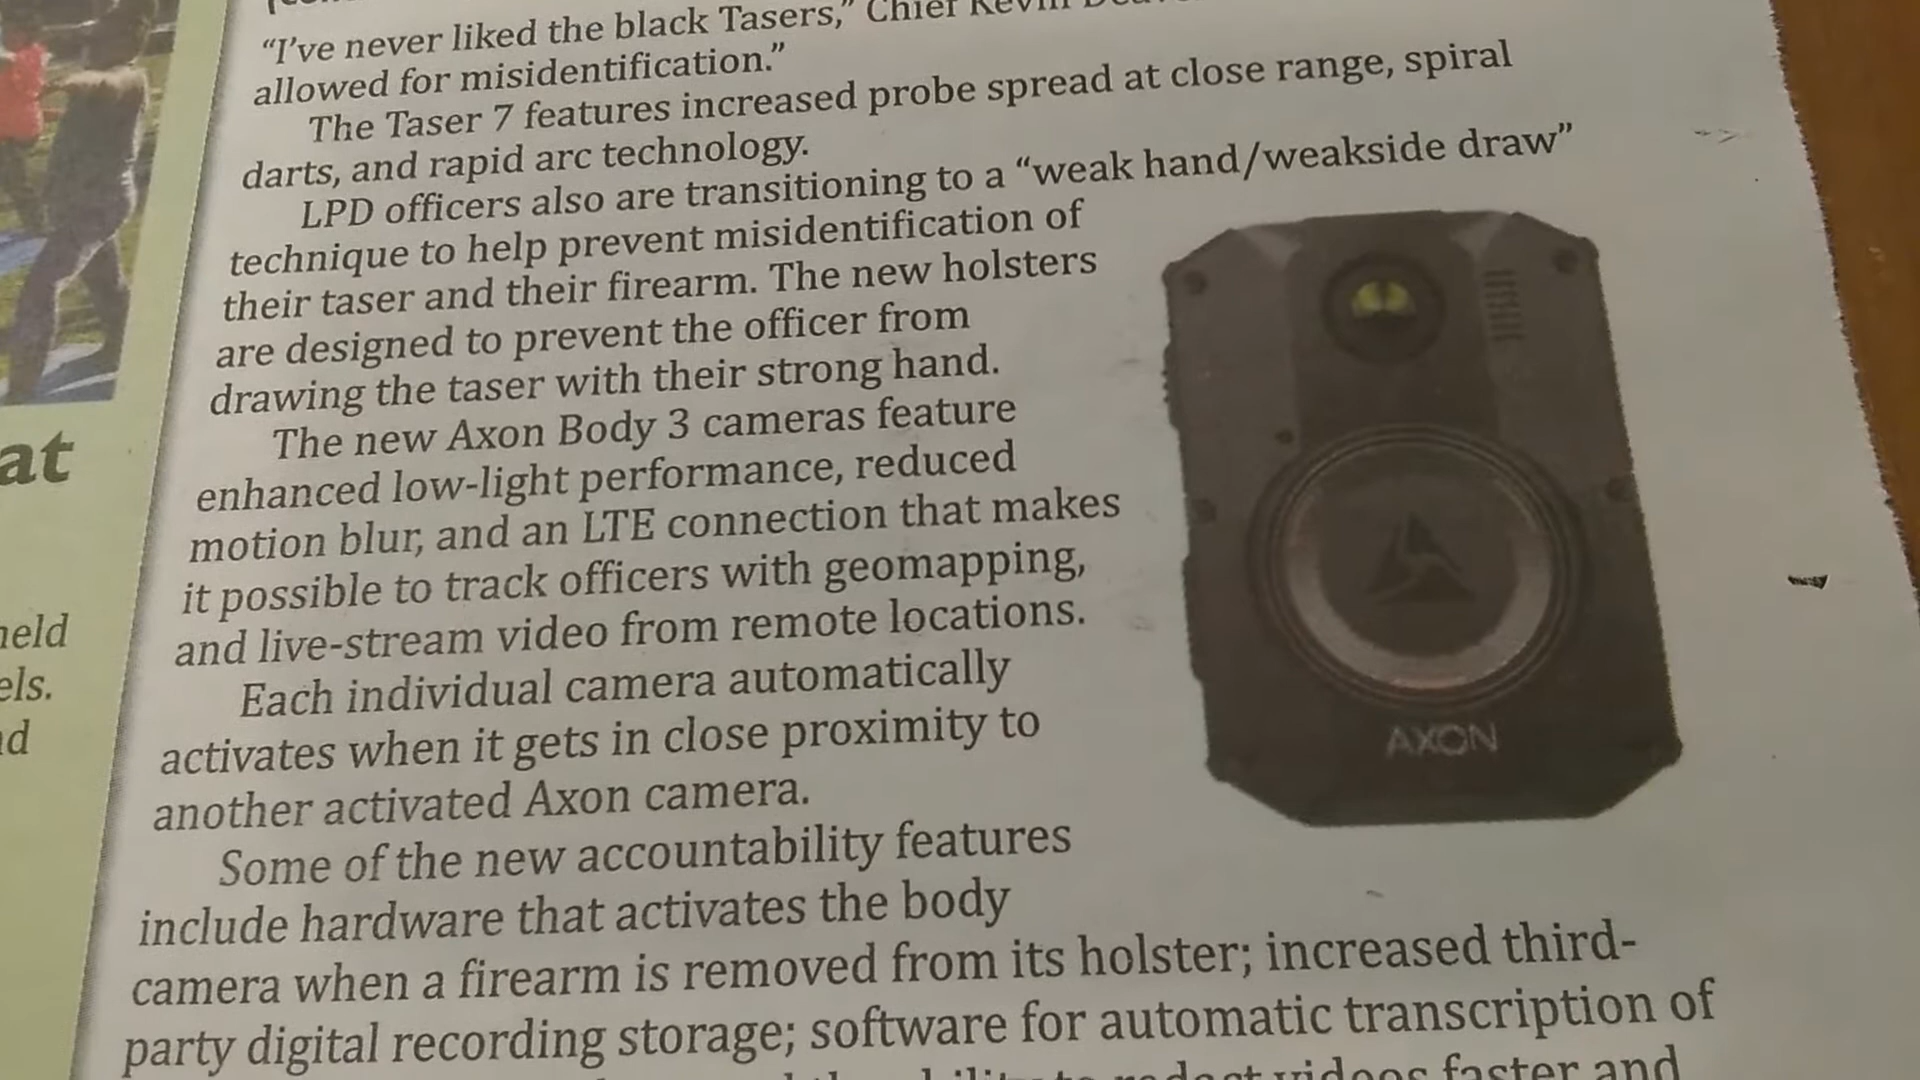 “I’ve never liked the black Tasers,” Chief Kevin
allowed for misidentification.”
The Taser 7 features increased probe spread at close range, spiral
darts, and rapid arc technology.
LPD officers also are transitioning to a “weak hand/weakside draw”
technique to help prevent misidentification of
their taser and their firearm. The new holsters
are designed to prevent the officer from
drawing the taser with their strong hand.
The new Axon Body 3 cameras feature
enhanced low-light performance, reduced
motion blur, and an LTE connection that makes
it possible to track officers with geomapping,
and live-stream video from remote locations.
Each individual camera automatically
activates when it gets in close proximity to
another activated Axon camera.
Some of the new accountability features
include hardware that activates the body
camera when a firearm is removed from its holster; increased third-
party digital recording storage; software for automatic transcription of
to redact videos faster and
AXON
at
held
els.